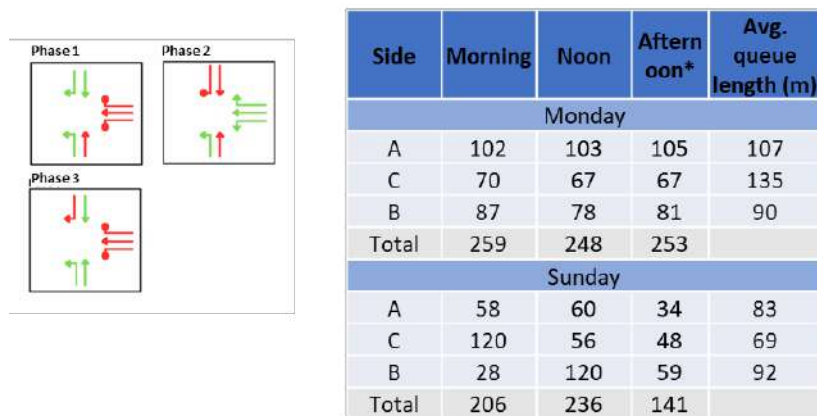 Phase 1
Phase 2
Phase 3
Side Morning Noon Aftern oon* Avg. queue length (m)
Monday
A 102 103 105 107
C 70 67 67 135
B 87 78 81 90
Total 259 248 253
Sunday
A 58 60 34 83
C 120 56 48 69
B 28 120 59 92
Total 206 236 141